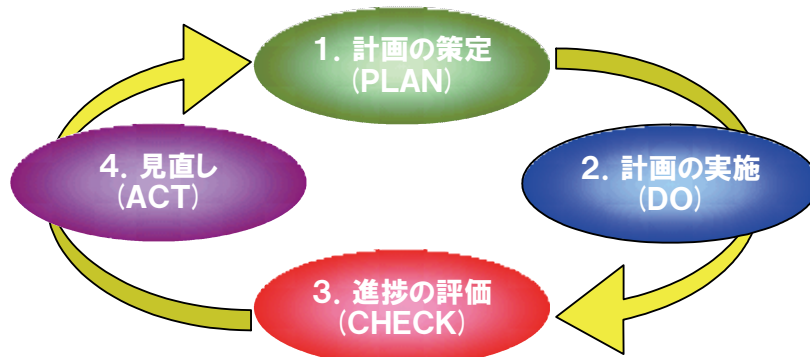 1. 計画の策定
(PLAN)
2. 計画の実施
(DO)
3. 進捗の評価
(CHECK)
4. 見直し
(ACT)